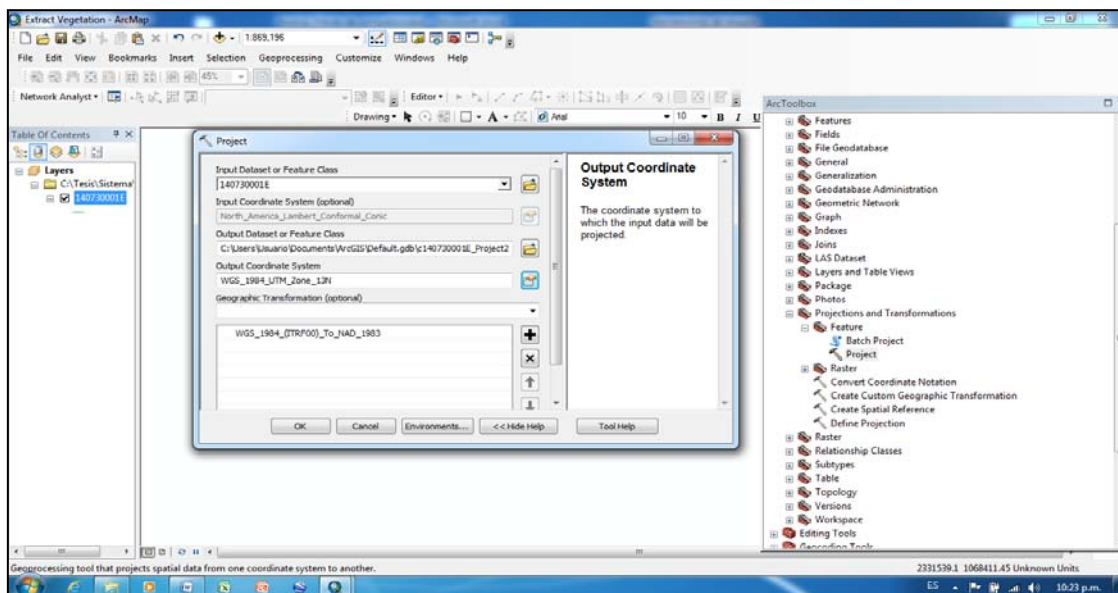 Extract Vegetation - ArcMap
1:869,196
File Edit View Bookmarks Insert Selection Geoprocessing Customize Windows Help
45%
Network Analyst
Editor
Drawing A Arial 10 B I U
Table Of Contents
Layers
C:\Tesis\Sistema
140730001E
Project
Input Dataset or Feature Class
140730001E
Input Coordinate System (optional)
North_America_Lambert_Conformal_Conic
Output Dataset or Feature Class
C:\Users\Usuario\Documents\ArcGIS\Default.gdb\c140730001E_Project2
Output Coordinate System
WGS_1984_UTM_Zone_13N
Geographic Transformation (optional)
WGS_1984_(ITRF00)_To_NAD_1983
OK Cancel Environments... << Hide Help Tool Help
Output Coordinate System
The coordinate system to
which the input data will be
projected.
ArcToolbox
Features
Fields
File Geodatabase
General
Generalization
Geodatabase Administration
Geometric Network
Graph
Indexes
Joins
LAS Dataset
Layers and Table Views
Package
Photos
Projections and Transformations
Feature
Batch Project
Project
Raster
Convert Coordinate Notation
Create Custom Geographic Transformation
Create Spatial Reference
Define Projection
Raster
Relationship Classes
Subtypes
Table
Topology
Versions
Workspace
Editing Tools
Geocoding Tools
Geoprocessing tool that projects spatial data from one coordinate system to another.
2331539.1 1068411.45 Unknown Units
ES 10:23 p.m.